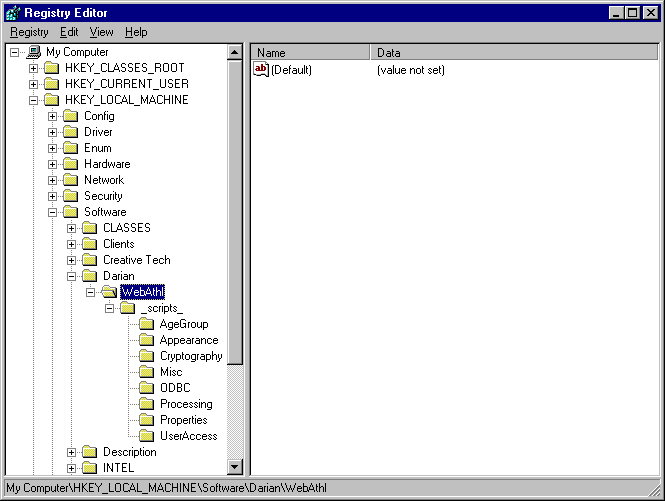 Registry Editor
Registry Edit View Help
My Computer
HKEY_CLASSES_ROOT
HKEY_CURRENT_USER
HKEY_LOCAL_MACHINE
Config
Driver
Enum
Hardware
Network
Security
Software
CLASSES
Clients
Creative Tech
Darian
WebAthl
_scripts_
AgeGroup
Appearance
Cryptography
Misc
ODBC
Processing
Properties
UserAccess
Description
INTEL
Name Data
ab (Default) (value not set)
My Computer\HKEY_LOCAL_MACHINE\Software\Darian\WebAthl